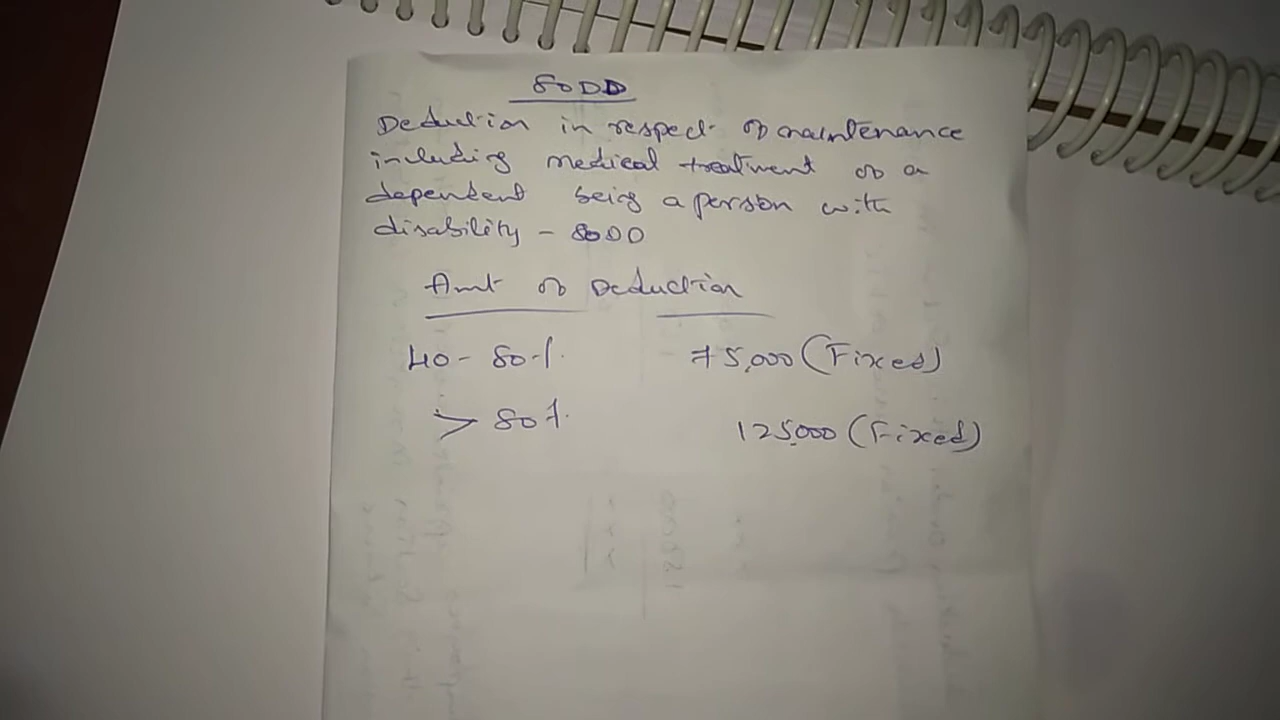 80DD
Deduction in respect of maintenance
including medical treatment of a
dependent being a person with
disability - 80DD
Amt of Deduction
40 - 80% 75,000 (Fixed)
> 80% 125,000 (Fixed)